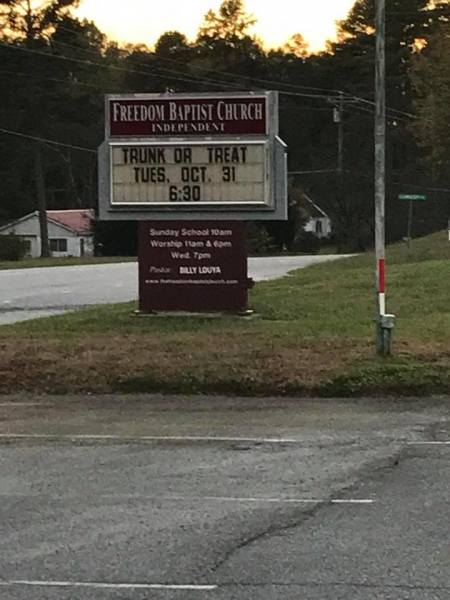 FREEDOM BAPTIST CHURCH
INDEPENDENT
TRUNK OR TREAT
TUES, OCT. 31
6:30
Sunday School 10am
Worship 11am & 6pm
Wed. 7pm
Pastor: BILLY LOUYA